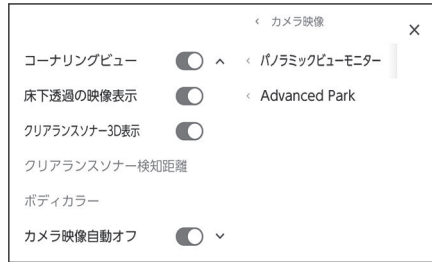 カメラ映像
コーナリングビュー
パノラミックビューモニター
床下透過の映像表示
Advanced Park
クリアランスソナー3D表示
クリアランスソナー検知距離
ボディカラー
カメラ映像自動オフ